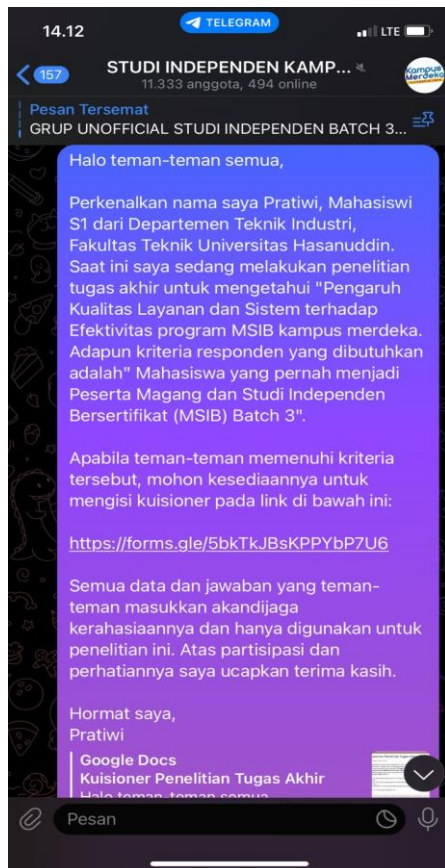 14.12
TELEGRAM
LTE
157
STUDI INDEPENDEN KAMP...
11.333 anggota, 494 online
Kampus
Merdeka
Pesan Tersemat
GRUP UNOFFICIAL STUDI INDEPENDEN BATCH 3...
Halo teman-teman semua,
Perkenalkan nama saya Pratiwi, Mahasiswi
S1 dari Departemen Teknik Industri,
Fakultas Teknik Universitas Hasanuddin.
Saat ini saya sedang melakukan penelitian
tugas akhir untuk mengetahui "Pengaruh
Kualitas Layanan dan Sistem terhadap
Efektivitas program MSIB kampus merdeka.
Adapun kriteria responden yang dibutuhkan
adalah" Mahasiswa yang pernah menjadi
Peserta Magang dan Studi Independen
Bersertifikat (MSIB) Batch 3".
Apabila teman-teman memenuhi kriteria
tersebut, mohon kesediaannya untuk
mengisi kuisioner pada link di bawah ini:
https://forms.gle/5bkTkJBsKPPYbP7U6
Semua data dan jawaban yang teman-
teman masukkan akandijaga
kerahasiaannya dan hanya digunakan untuk
penelitian ini. Atas partisipasi dan
perhatiannya saya ucapkan terima kasih.
Hormat saya,
Pratiwi
Google Docs
Kuisioner Penelitian Tugas Akhir
Halo teman-teman semua
Pesan